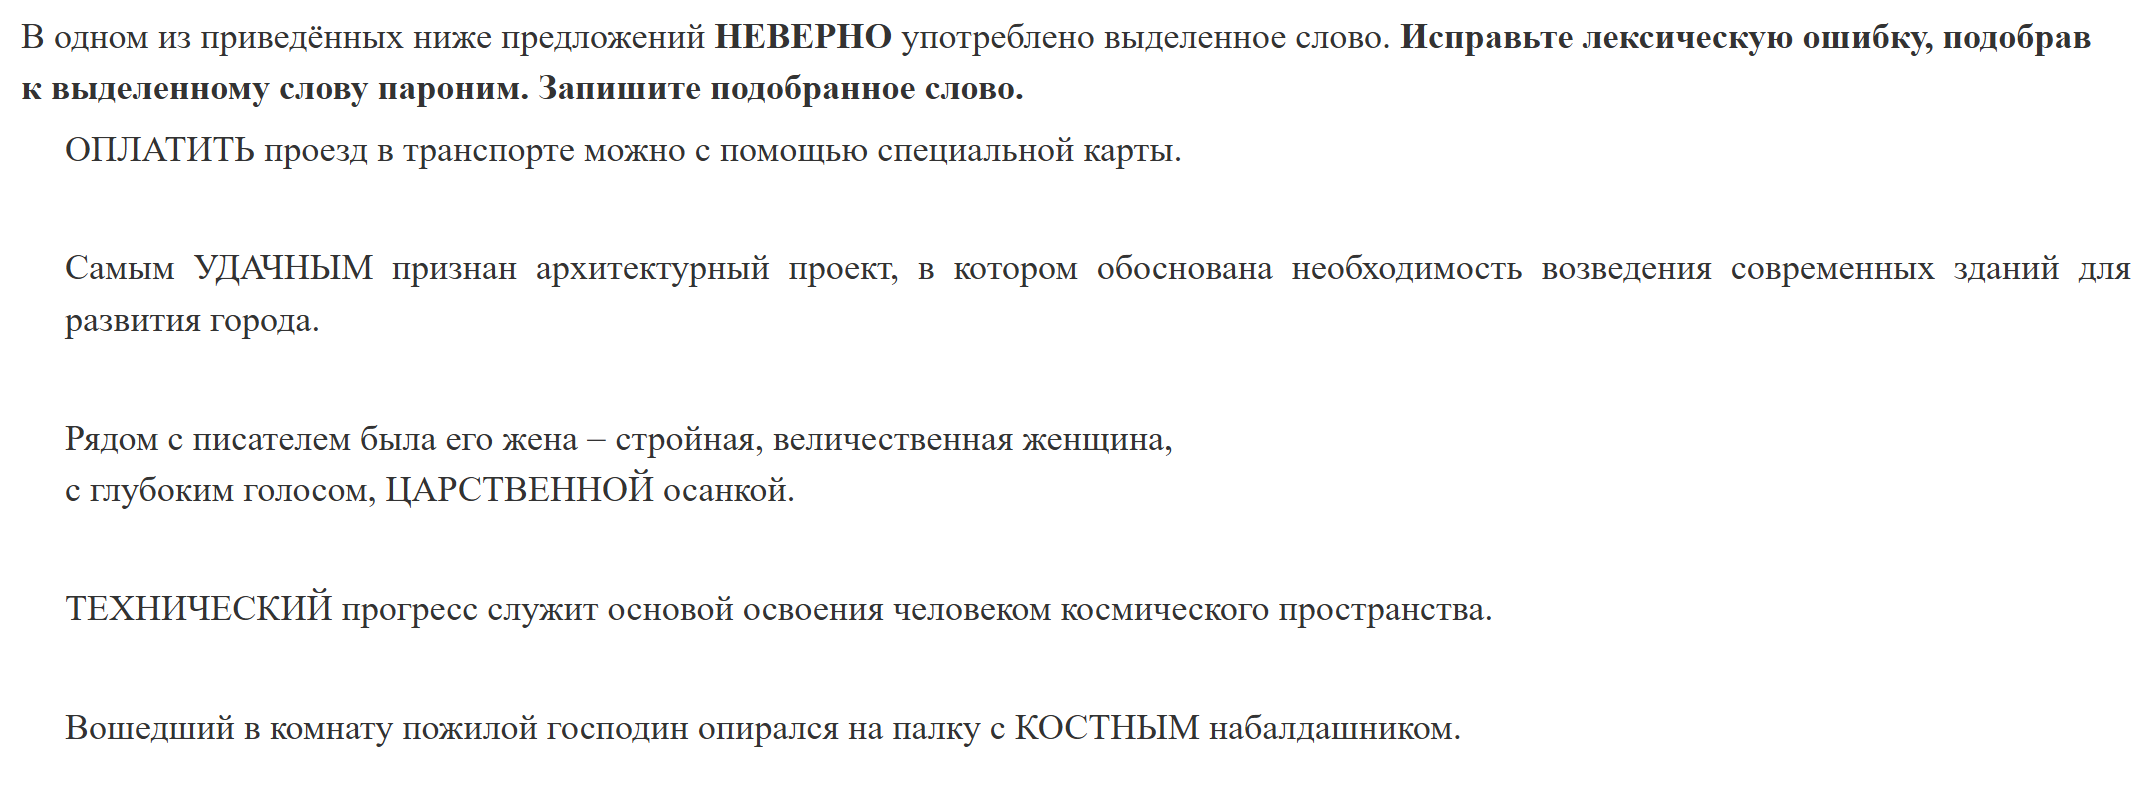 В одном из приведённых ниже предложений НЕВЕРНО употреблено выделенное слово. Исправьте лексическую ошибку, подобрав
к выделенному слову пароним. Запишите подобранное слово.
ОПЛАТИТЬ проезд в транспорте можно с помощью специальной карты.
Самым УДАЧНЫМ признан архитектурный проект, в котором обоснована необходимость возведения современных зданий для
развития города.
Рядом с писателем была его жена – стройная, величественная женщина,
с глубоким голосом, ЦАРСТВЕННОЙ осанкой.
ТЕХНИЧЕСКИЙ прогресс служит основой освоения человеком космического пространства.
Вошедший в комнату пожилой господин опирался на палку с КОСТНЫМ набалдашником.